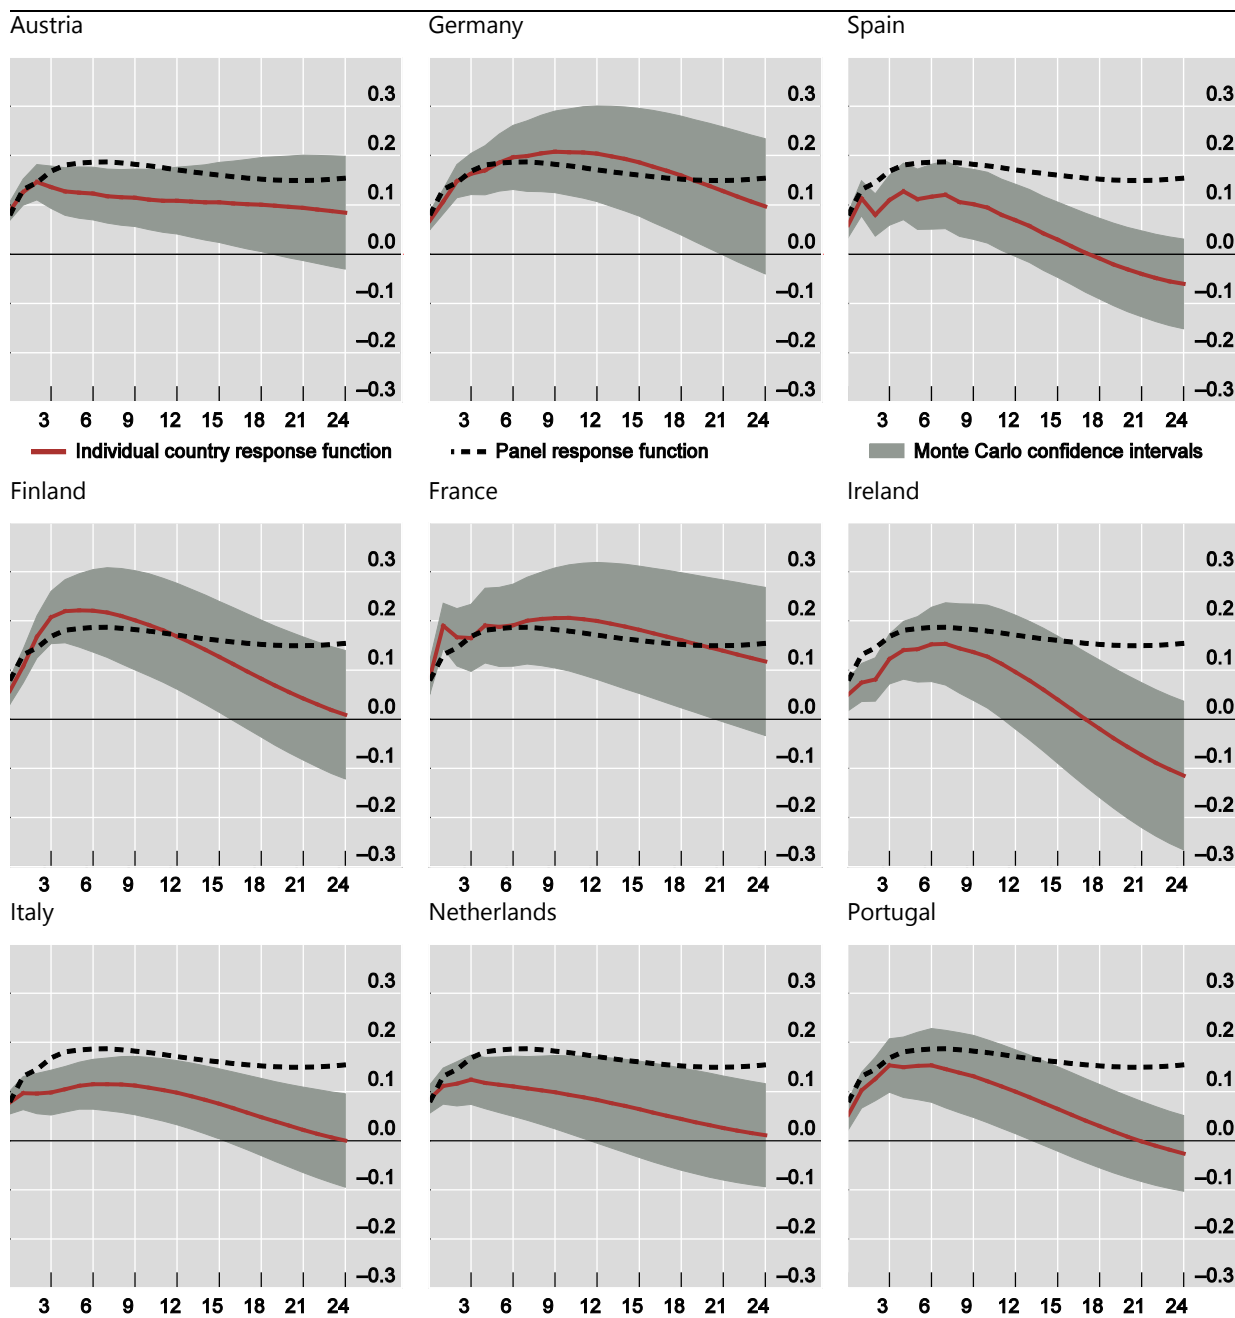 Austria Germany Spain
0.3 0.3 0.3
0.2 0.2 0.2
0.1 0.1 0.1
0.0 0.0 0.0
–0.1 –0.1 –0.1
–0.2 –0.2 –0.2
–0.3 –0.3 –0.3
3 6 9 12 15 18 21 24 3 6 9 12 15 18 21 24 3 6 9 12 15 18 21 24
Individual country response function Panel response function Monte Carlo confidence intervals
Finland France Ireland
0.3 0.3 0.3
0.2 0.2 0.2
0.1 0.1 0.1
0.0 0.0 0.0
–0.1 –0.1 –0.1
–0.2 –0.2 –0.2
–0.3 –0.3 –0.3
3 6 9 12 15 18 21 24 3 6 9 12 15 18 21 24 3 6 9 12 15 18 21 24
Italy Netherlands Portugal
0.3 0.3 0.3
0.2 0.2 0.2
0.1 0.1 0.1
0.0 0.0 0.0
–0.1 –0.1 –0.1
–0.2 –0.2 –0.2
–0.3 –0.3 –0.3
3 6 9 12 15 18 21 24 3 6 9 12 15 18 21 24 3 6 9 12 15 18 21 24